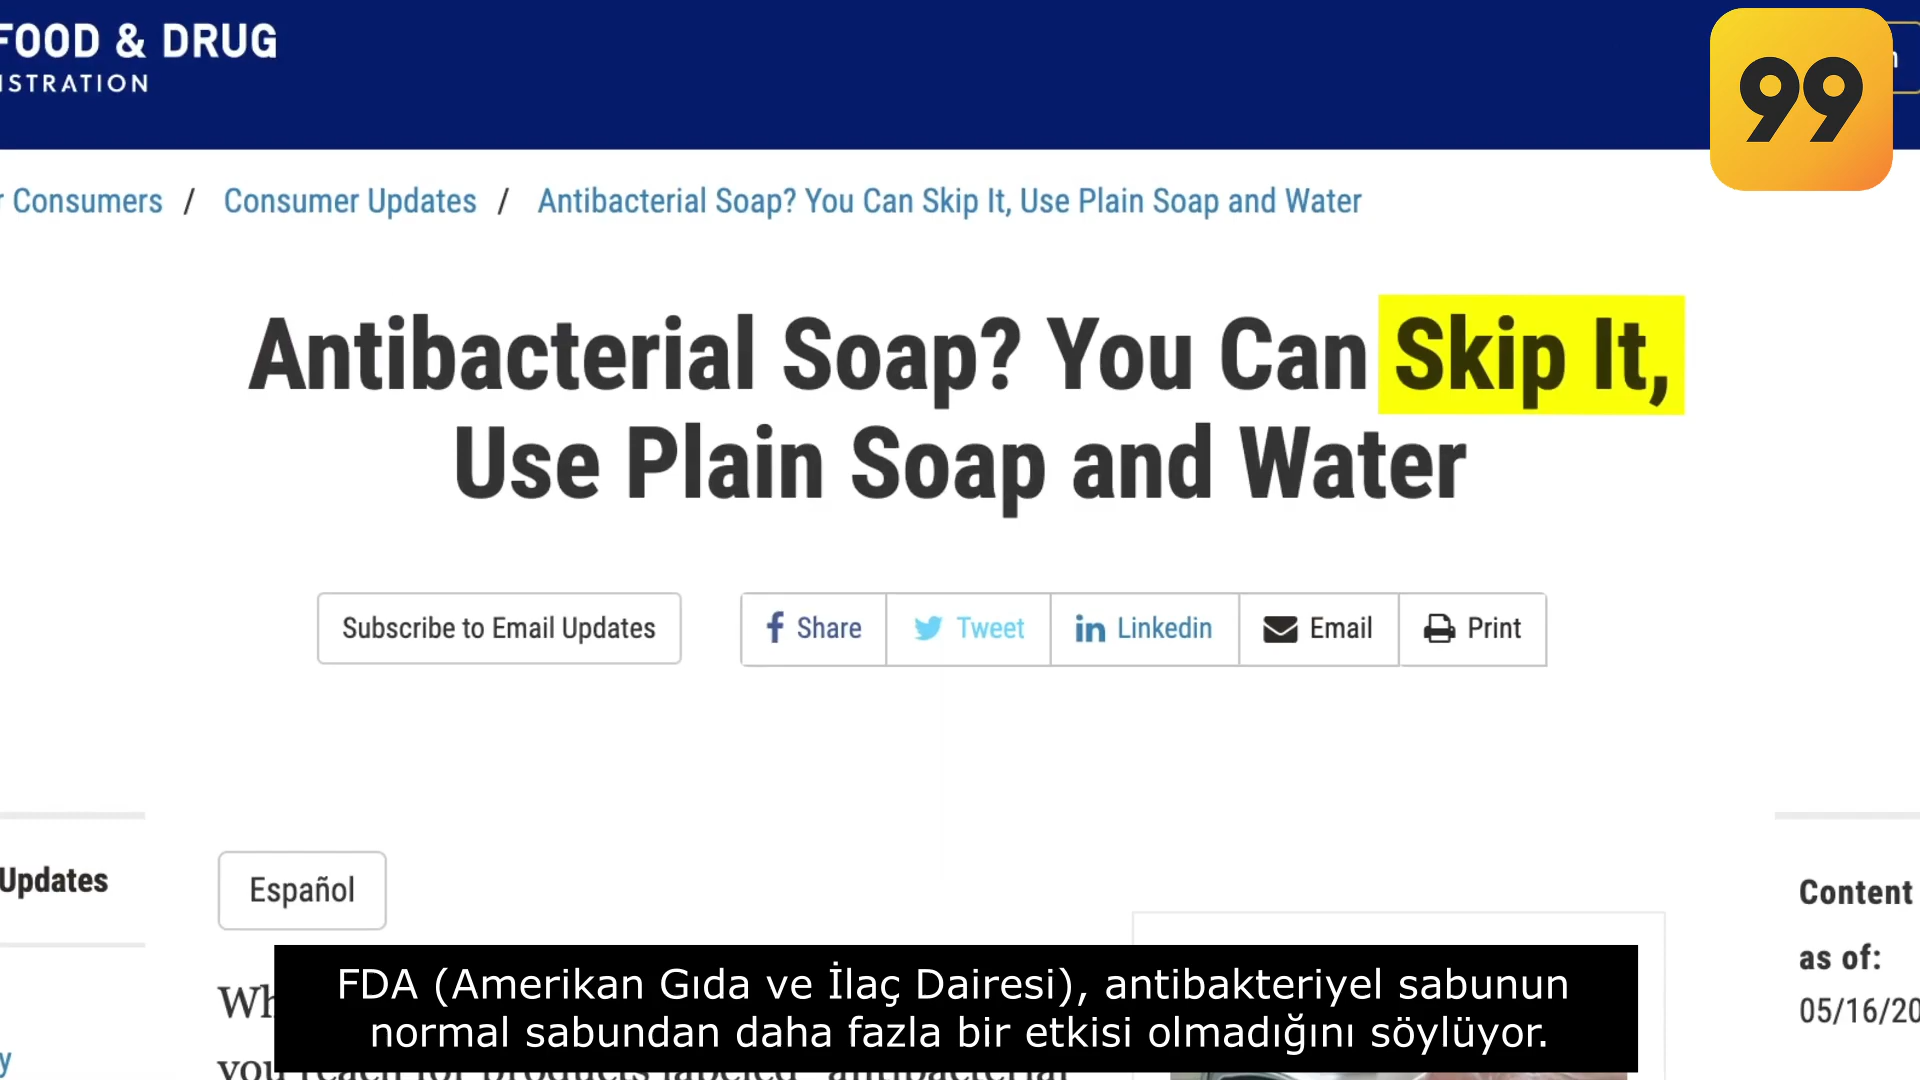 FOOD & DRUG
ISTRATION
99
Consumers / Consumer Updates / Antibacterial Soap? You Can Skip It, Use Plain Soap and Water
Antibacterial Soap? You Can Skip It,
Use Plain Soap and Water
Subscribe to Email Updates
Share
Tweet
Linkedin
Email
Print
Updates
Español
Content
as of:
05/16/20
FDA (Amerikan Gıda ve İlaç Dairesi), antibakteriyel sabunun
normal sabundan daha fazla bir etkisi olmadığını söylüyor.